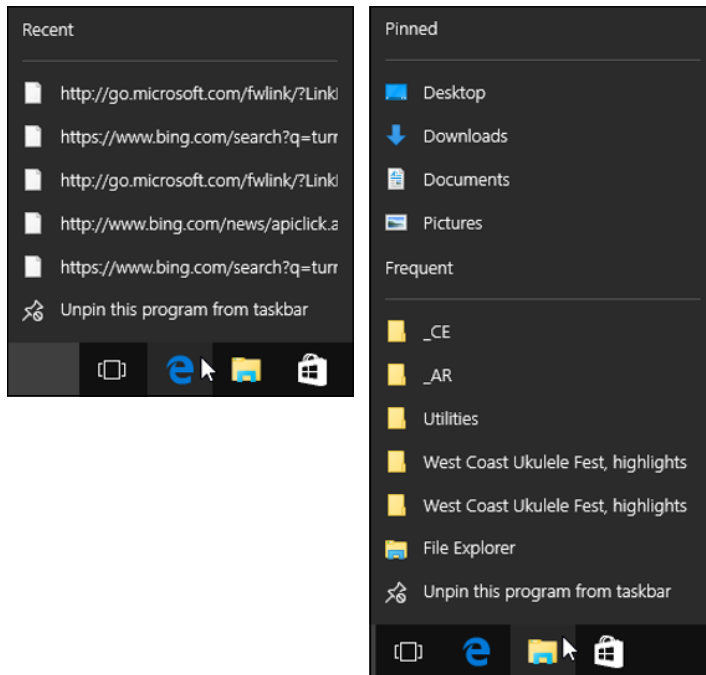 Recent
http://go.microsoft.com/fwlink/?Link
https://www.bing.com/search?q=turr
http://go.microsoft.com/fwlink/?Link
http://www.bing.com/news/apiclick.a
https://www.bing.com/search?q=turr
Unpin this program from taskbar
Pinned
Desktop
Downloads
Documents
Pictures
Frequent
_CE
_AR
Utilities
West Coast Ukulele Fest, highlights
West Coast Ukulele Fest, highlights
File Explorer
Unpin this program from taskbar